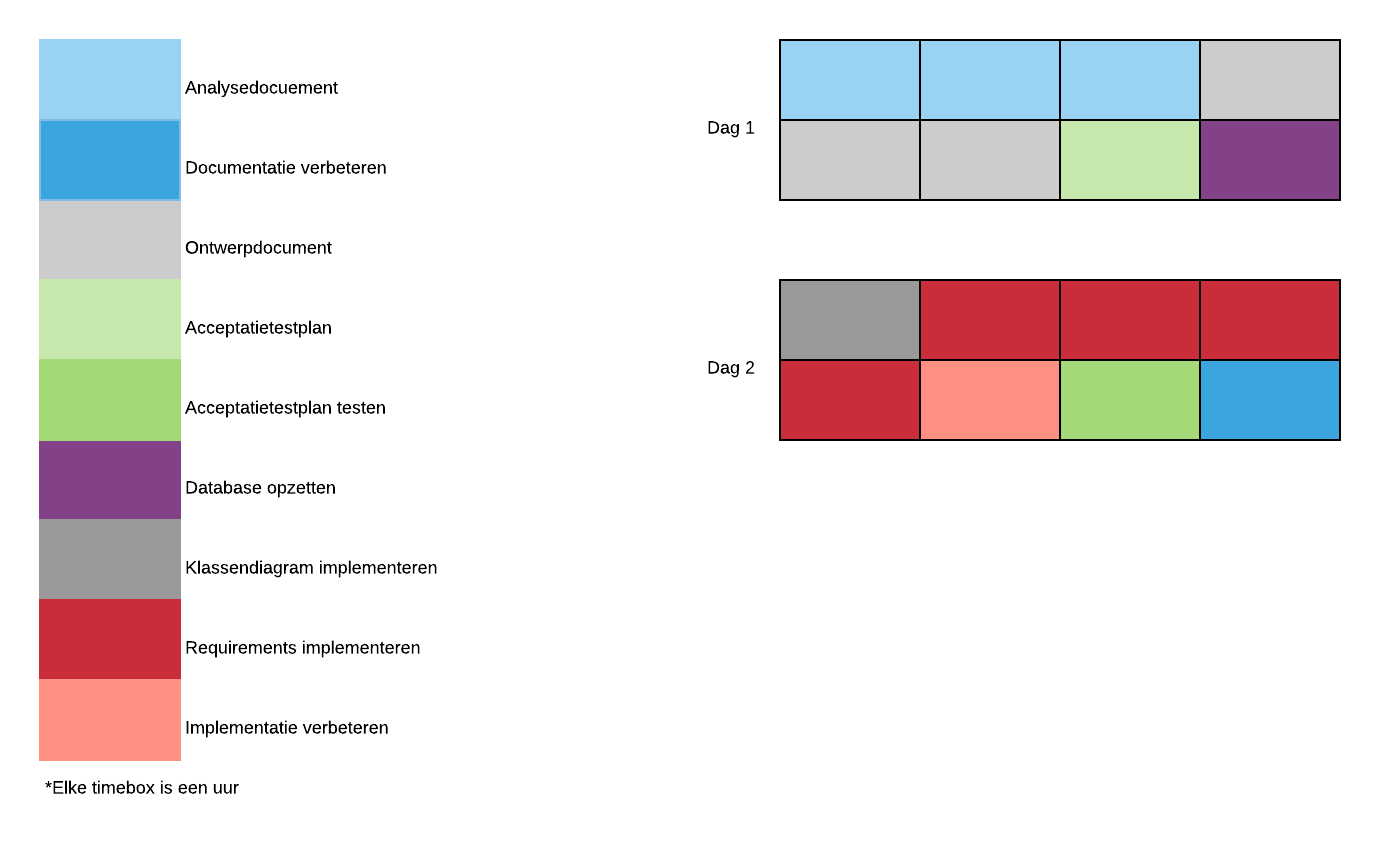 Analysedocuement
Documentatie verbeteren
Ontwerpdocument
Acceptatietestplan
Acceptatietestplan testen
Database opzetten
Klassendiagram implementeren
Requirements implementeren
Implementatie verbeteren
*Elke timebox is een uur
Dag 1
Dag 2